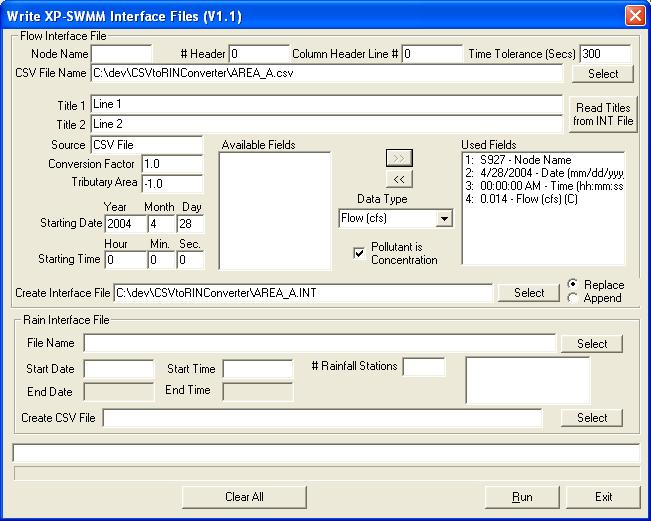 Write XP-SWMM Interface Files (V1.1)
Flow Interface File
Node Name # Header 0 Column Header Line # 0 Time Tolerance (Secs) 300
CSV File Name C:\dev\CSVtoRINConverter\AREA_A.csv Select
Title 1 Line 1
Title 2 Line 2
Read Titles
from INT File
Source CSV File
Conversion Factor 1.0
Tributary Area -1.0
Year Month Day
Starting Date 2004 4 28
Hour Min. Sec.
Starting Time 0 0 0
Available Fields
>>
<<
Data Type
Flow (cfs)
Pollutant is
Concentration
Used Fields
1: S927 - Node Name
2: 4/28/2004 - Date (mm/dd/yyy
3: 00:00:00 AM - Time (hh:mm:ss
4: 0.014 - Flow (cfs) (C)
Create Interface File C:\dev\CSVtoRINConverter\AREA_A.INT Select
Replace
Append
Rain Interface File
File Name Select
Start Date Start Time # Rainfall Stations
End Date End Time
Create CSV File Select
Clear All Run Exit